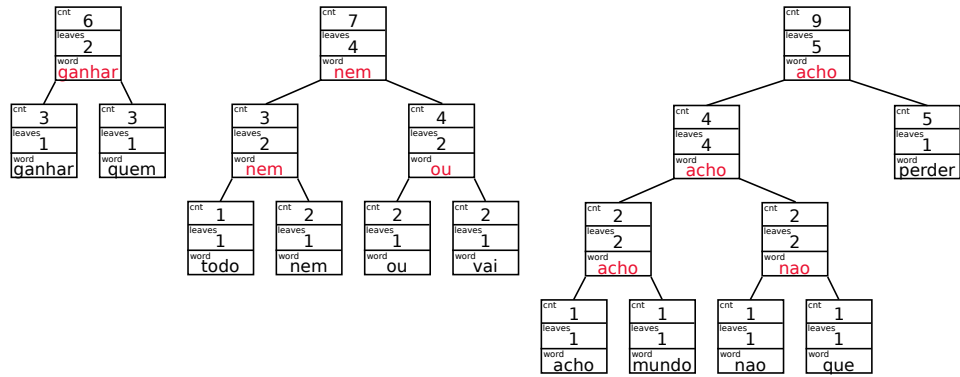 cnt 6
leaves 2
word ganhar
cnt 7
leaves 4
word nem
cnt 9
leaves 5
word acho
cnt 3
leaves 1
word ganhar
cnt 3
leaves 1
word quem
cnt 3
leaves 2
word nem
cnt 4
leaves 2
word ou
cnt 4
leaves 4
word acho
cnt 5
leaves 1
word perder
cnt 1
leaves 1
word todo
cnt 2
leaves 1
word nem
cnt 2
leaves 1
word ou
cnt 2
leaves 1
word vai
cnt 2
leaves 2
word acho
cnt 2
leaves 2
word nao
cnt 1
leaves 1
word acho
cnt 1
leaves 1
word mundo
cnt 1
leaves 1
word nao
cnt 1
leaves 1
word que